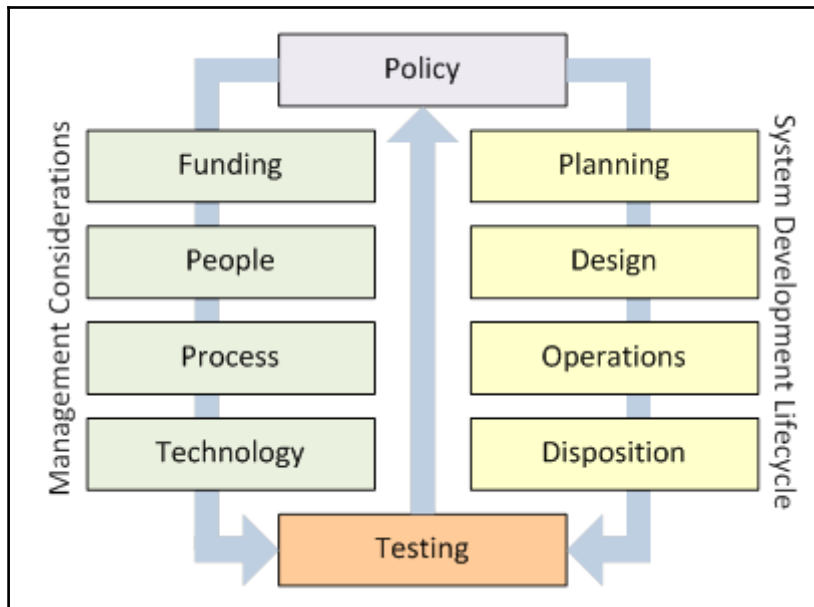 Policy
Management Considerations
Funding
People
Process
Technology
Planning
Design
Operations
Disposition
System Development Lifecycle
Testing